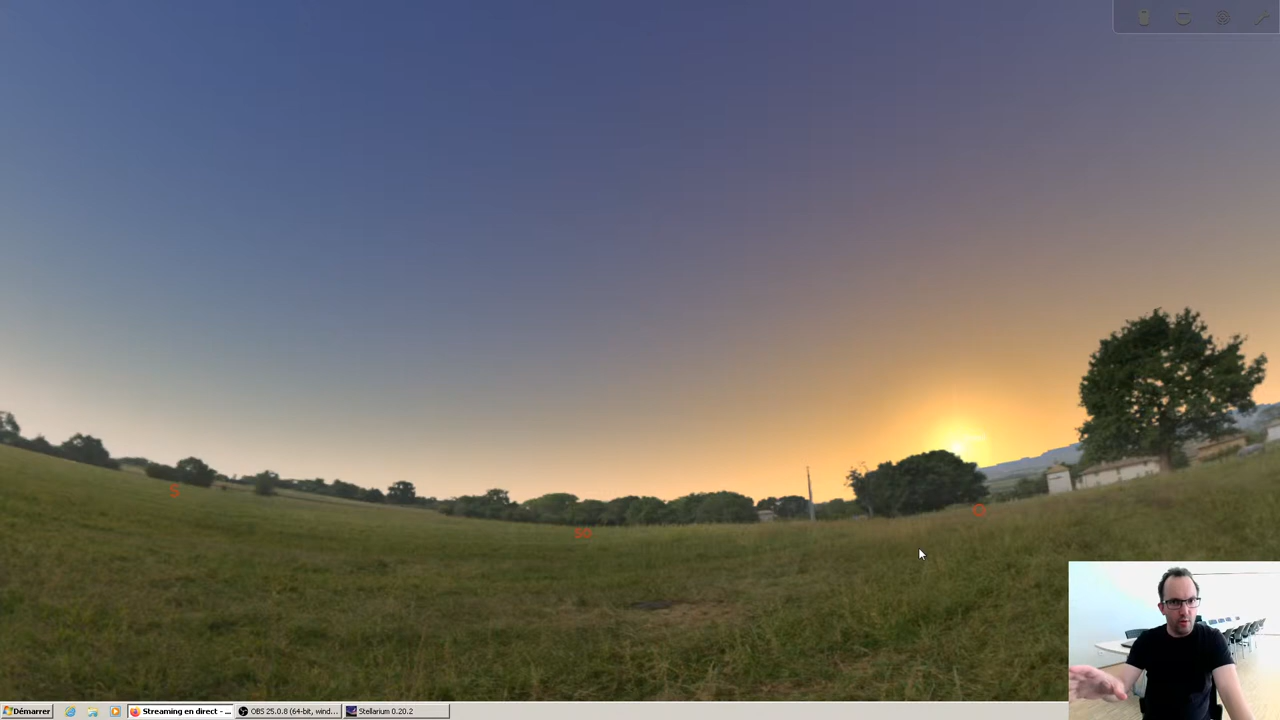 S
SO
O
Démarrer
Streaming en direct - ...
OBS 25.0.8 (64-bit, wind...
Stellarium 0.20.2